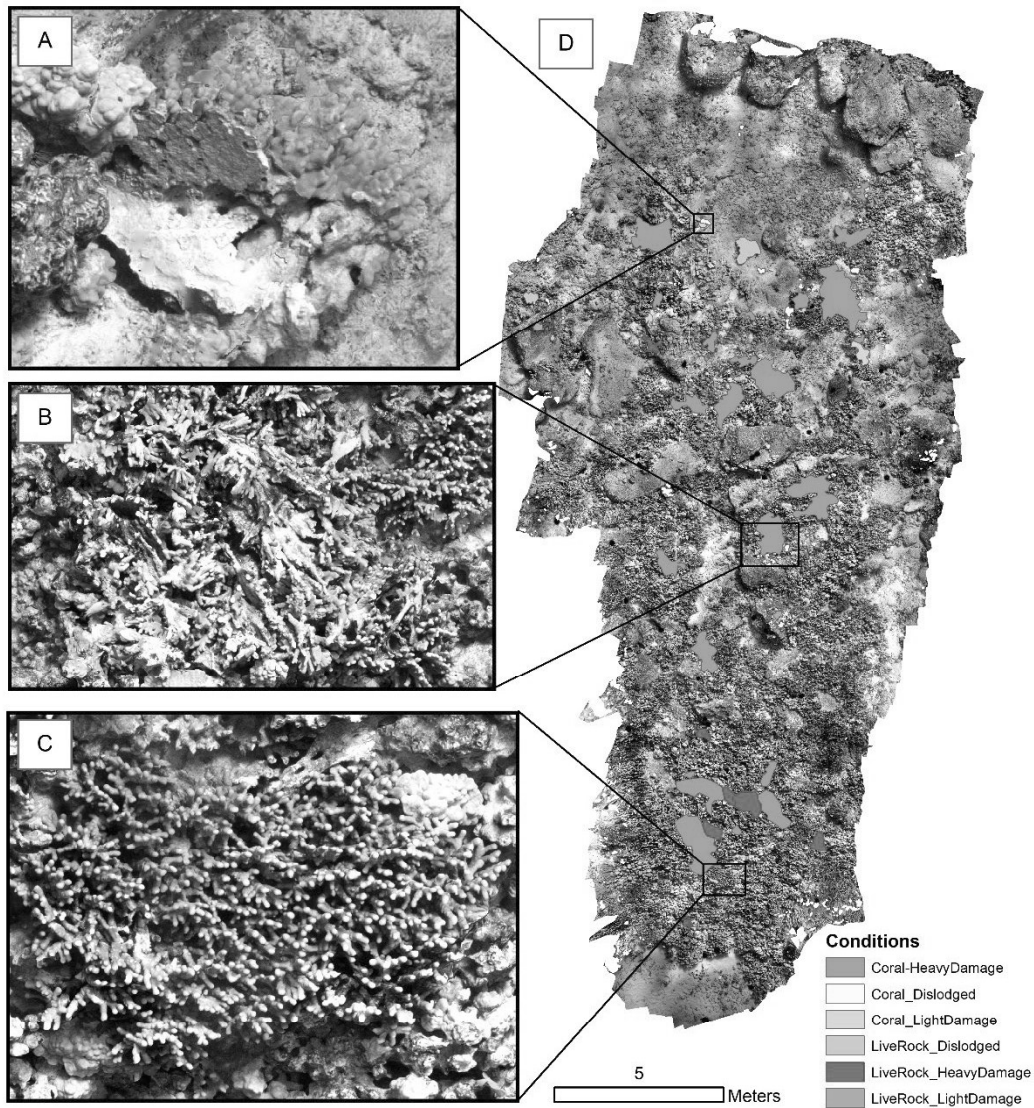 A
D
B
C
Conditions
Coral-HeavyDamage
Coral_Dislodged
Coral_LightDamage
LiveRock_Dislodged
LiveRock_HeavyDamage
LiveRock_LightDamage
5
Meters